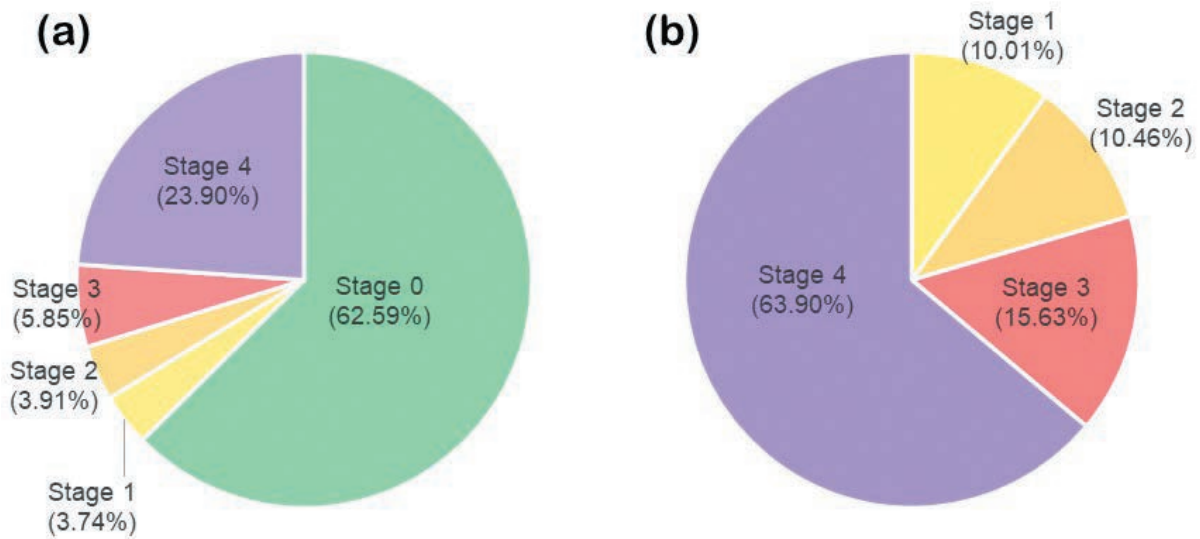 (a)
Stage 4
(23.90%)
Stage 0
(62.59%)
Stage 3
(5.85%)
Stage 2
(3.91%)
Stage 1
(3.74%)
(b)
Stage 1
(10.01%)
Stage 2
(10.46%)
Stage 4
(63.90%)
Stage 3
(15.63%)